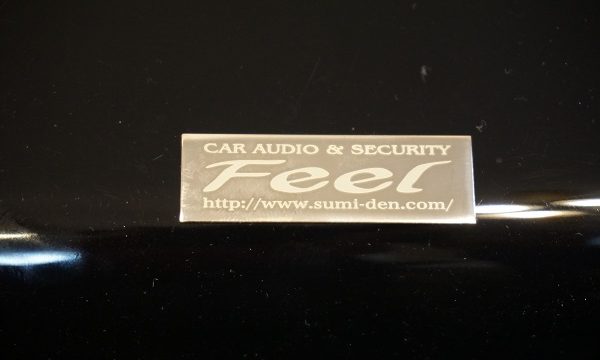 CAR AUDIO & SECURITY
Feel
http://www.sumi-den.com/